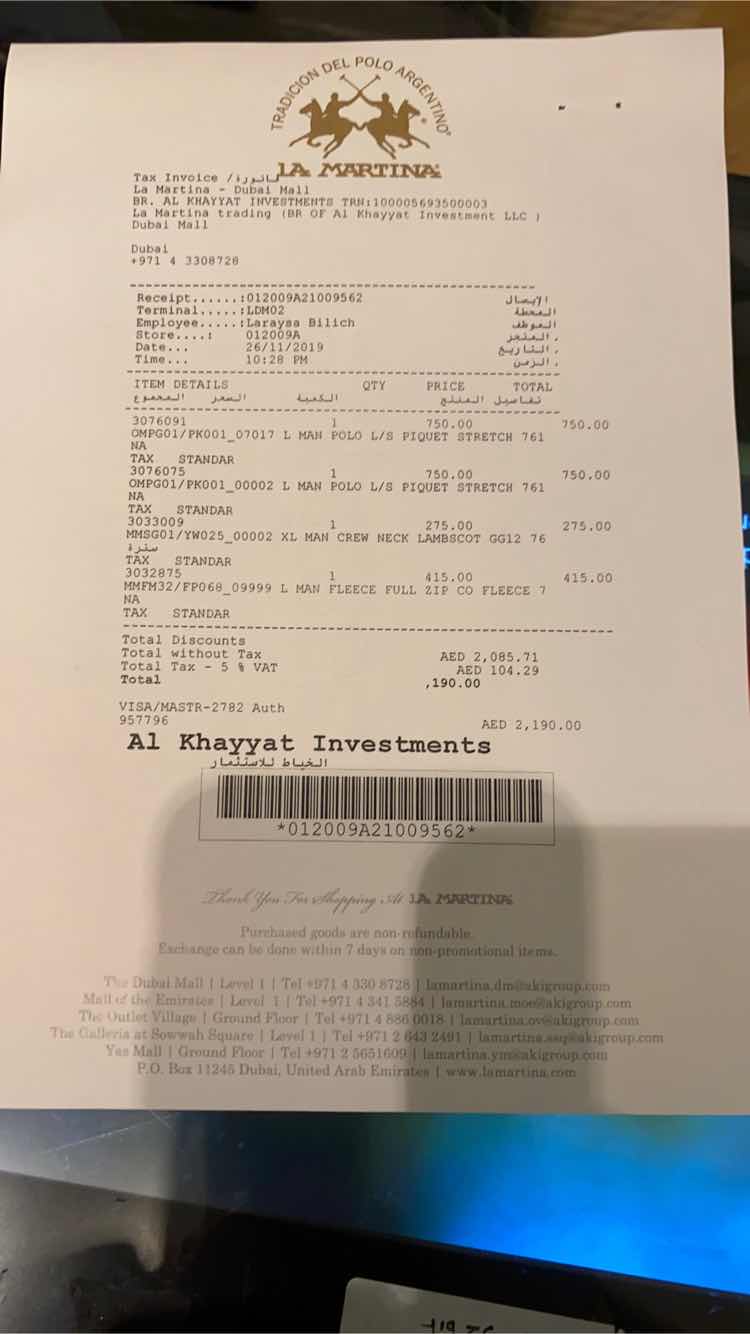 TRADICION DEL POLO ARGENTINO
LA MARTINA
Tax Invoice /فاتورة
La Martina - Dubai Mall
BR. AL KHAYYAT INVESTMENTS TRN:100005693500003
La Martina trading (BR OF Al Khayyat Investment LLC )
Dubai Mall
Dubai
+971 4 3308728
Receipt......:012009A21009562 الإيصال
Terminal.....:LDM02 المحطة
Employee.....:Laraysa Bilich الموظف
Store....: 012009A المتجر.
Date... 26/11/2019 التاريخ.
Time... 10:28 PM الزمن.
ITEM DETAILS QTY PRICE TOTAL
المجموع السعر الكمية تفاصيل المنتج
3076091 1 750.00 750.00
OMPG01/PK001_07017 L MAN POLO L/S PIQUET STRETCH 761
NA
TAX STANDAR
3076075 1 750.00 750.00
OMPG01/PK001_00002 L MAN POLO L/S PIQUET STRETCH 761
NA
TAX STANDAR
3033009 1 275.00 275.00
MMSG01/YW025_00002 XL MAN CREW NECK LAMBSCOT GG12 76
سترة
TAX STANDAR
3032875 1 415.00 415.00
MMFM32/FP068_09999 L MAN FLEECE FULL ZIP CO FLEECE 7
NA
TAX STANDAR
Total Discounts
Total without Tax AED 2,085.71
Total Tax - 5 % VAT AED 104.29
Total ,190.00
VISA/MASTR-2782 Auth
957796 AED 2,190.00
Al Khayyat Investments
الخياط للاستثمار
*012009A21009562*
Thank You For Shopping At LA MARTINA
Purchased goods are non-refundable.
Exchange can be done within 7 days on non-promotional items.
The Dubai Mall | Level 1 | Tel +971 4 330 8728 | lamartina.dm@akigroup.com
Mall of the Emirates | Level 1 | Tel +971 4 341 5884 | lamartina.moe@akigroup.com
The Outlet Village | Ground Floor | Tel +971 4 886 0018 | lamartina.ov@akigroup.com
The Galleria at Sowwah Square | Level 1 | Tel +971 2 643 2491 | lamartina.ssq@akigroup.com
Yas Mall | Ground Floor | Tel +971 2 5651609 | lamartina.ym@akigroup.com
P.O. Box 11245 Dubai, United Arab Emirates | www.lamartina.com